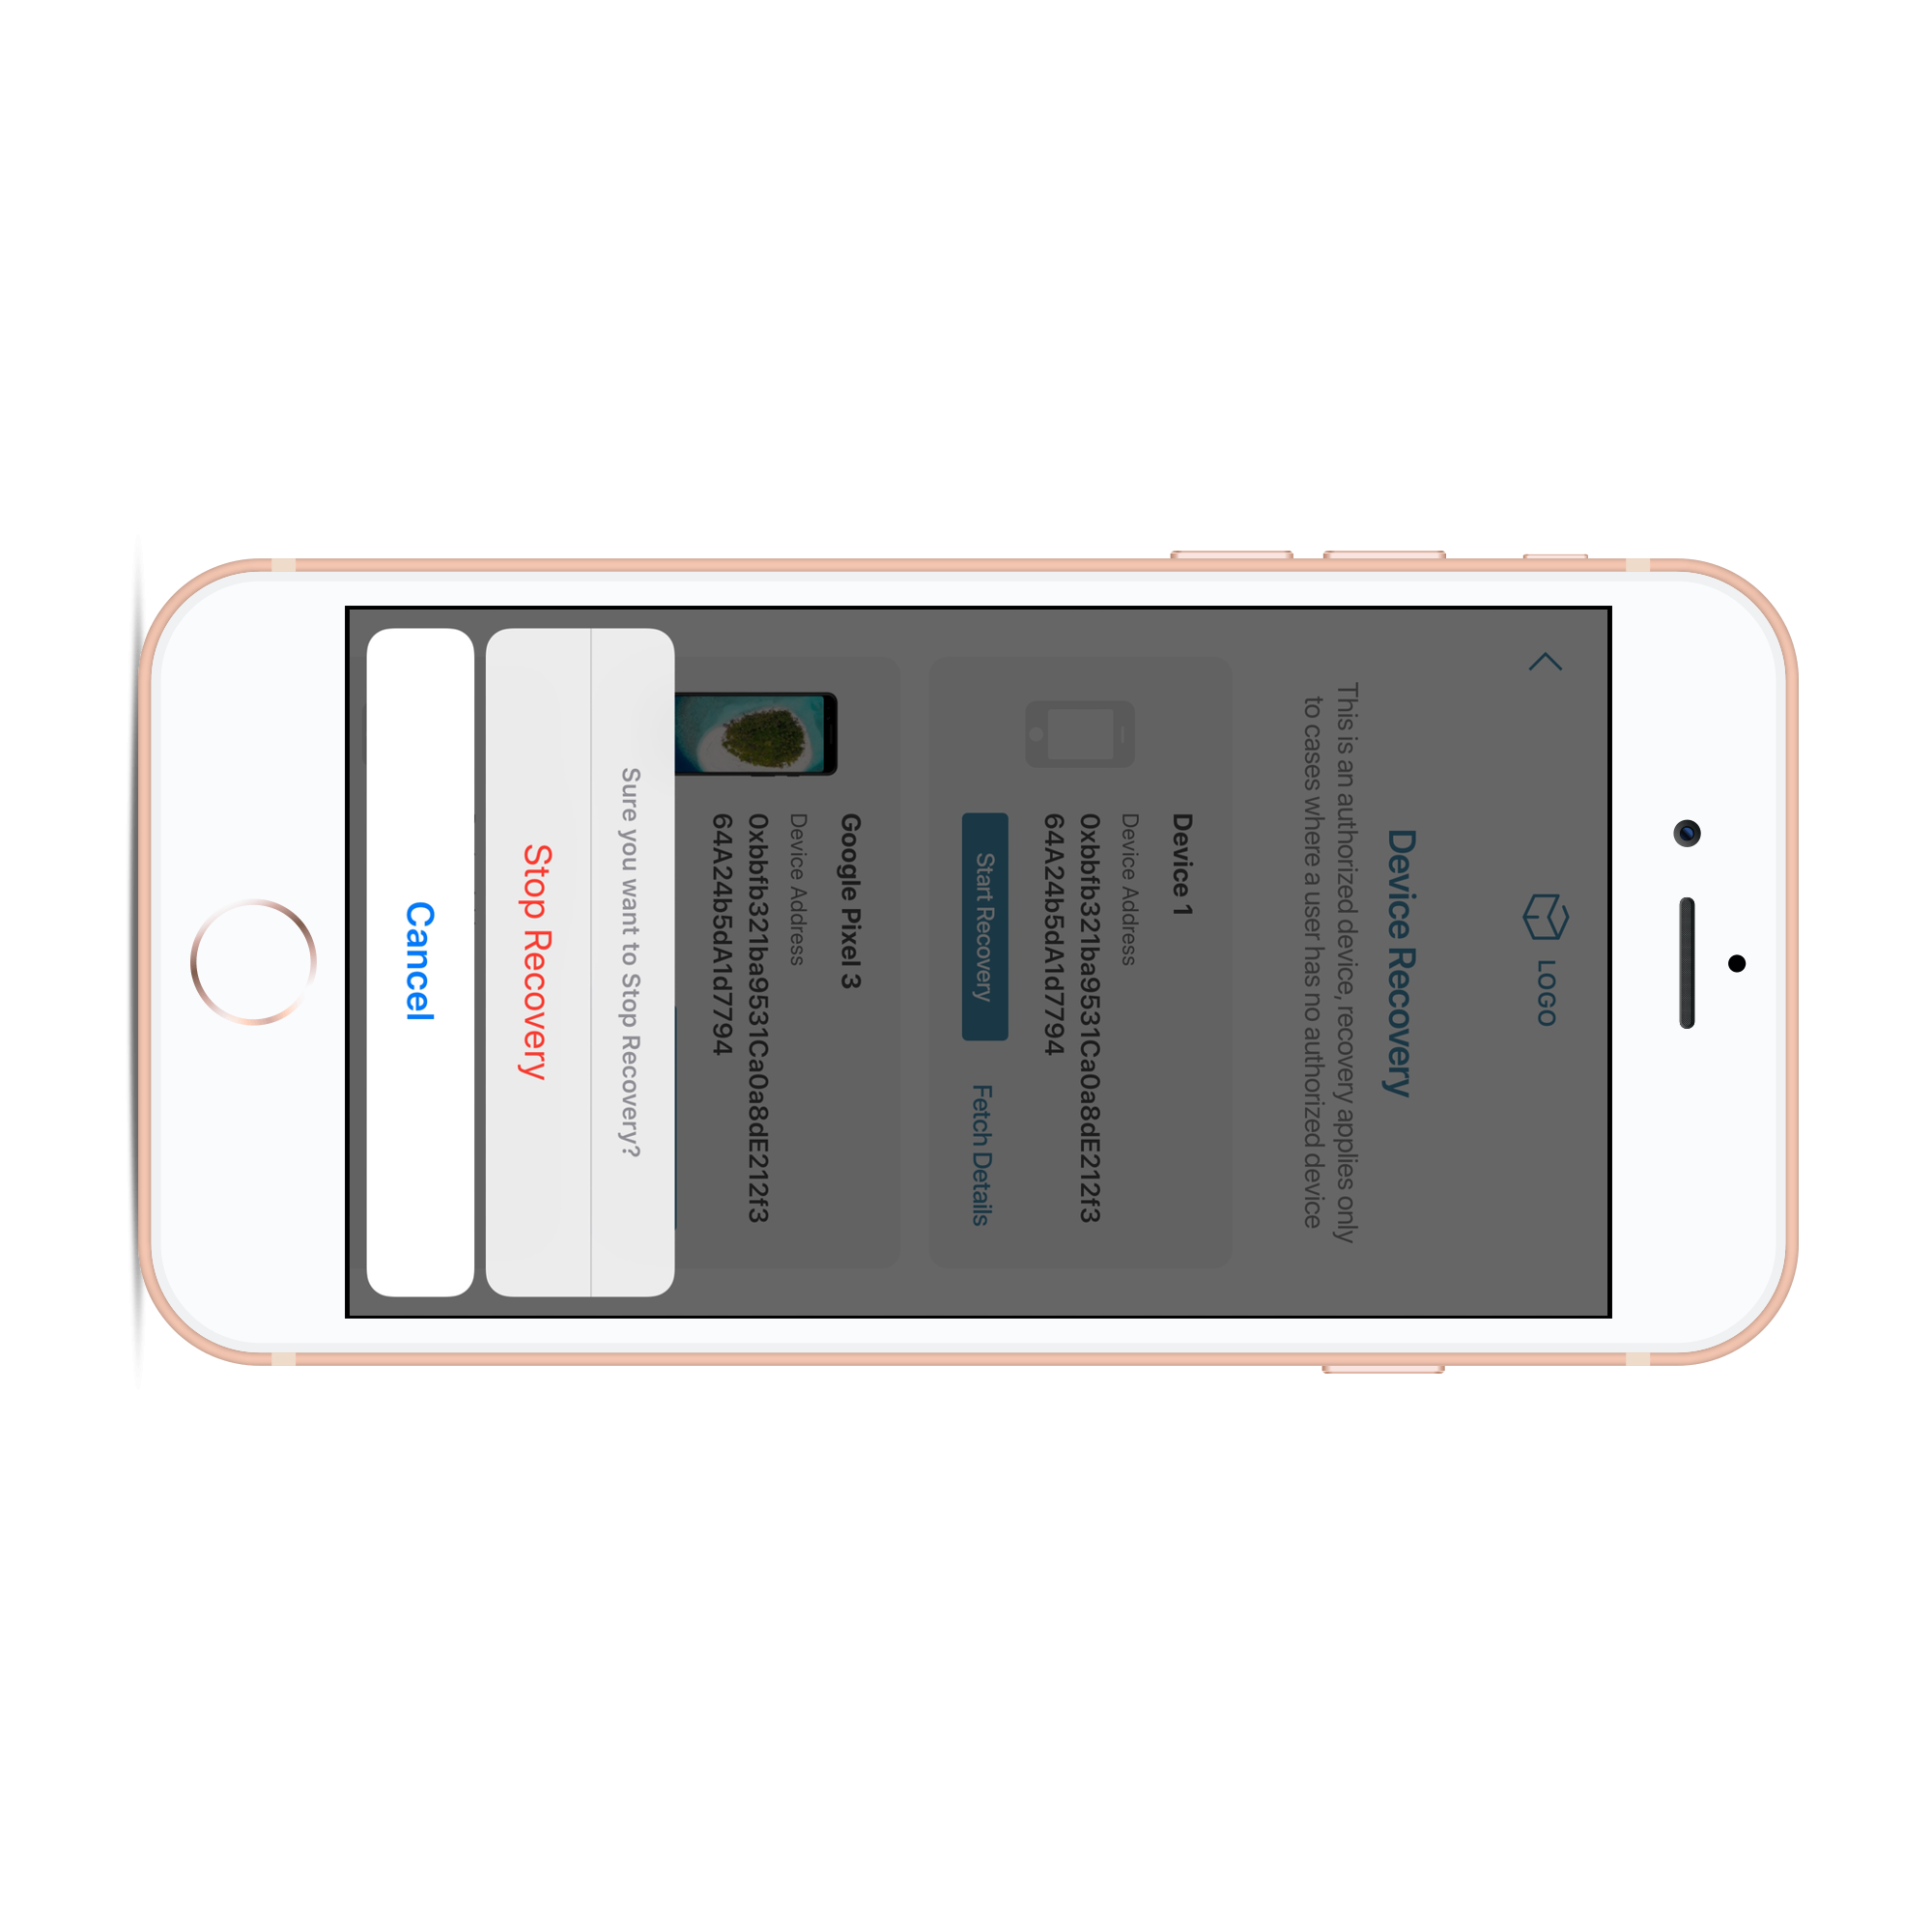 LOGO
Device Recovery
This is an authorized device, recovery applies only
to cases where a user has no authorized device
Device 1
Device Address
0xbbfb321ba9531Ca0a8dE212f3
64A24b5dA1d7794
Start Recovery
Fetch Details
Google Pixel 3
Device Address
0xbbfb321ba9531Ca0a8dE212f3
64A24b5dA1d7794
Sure you want to Stop Recovery?
Stop Recovery
Cancel